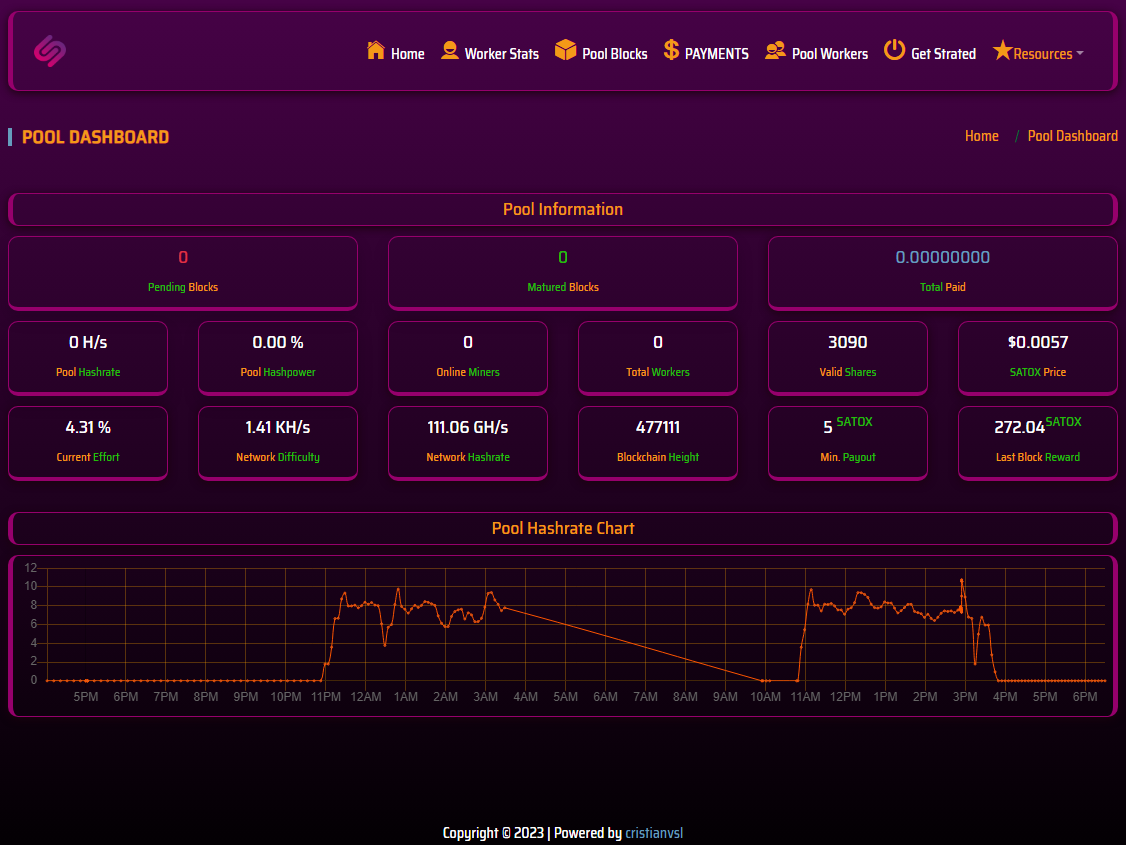 Home Worker Stats Pool Blocks PAYMENTS Pool Workers Get Strated Resources
POOL DASHBOARD
Home / Pool Dashboard
Pool Information
0 0 0.00000000
Pending Blocks Matured Blocks Total Paid
0 H/s 0.00 % 0 0 3090 $0.0057
Pool Hashrate Pool Hashpower Online Miners Total Workers Valid Shares SATOX Price
4.31 % 1.41 KH/s 111.06 GH/s 477111 5 SATOX 272.04 SATOX
Current Effort Network Difficulty Network Hashrate Blockchain Height Min. Payout Last Block Reward
Pool Hashrate Chart
12
10
8
6
4
2
0
5PM 6PM 7PM 8PM 9PM 10PM 11PM 12AM 1AM 2AM 3AM 4AM 5AM 6AM 7AM 8AM 9AM 10AM 11AM 12PM 1PM 2PM 3PM 4PM 5PM 6PM
Copyright © 2023 | Powered by cristianvsl